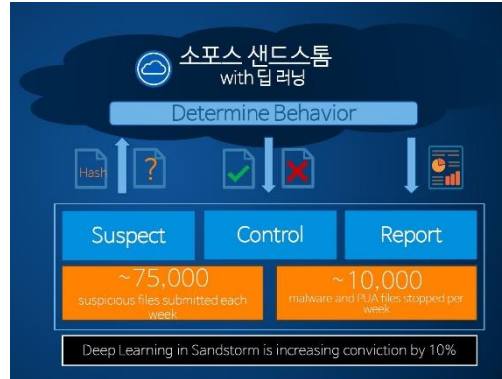 소포스 샌드스톰
with 딥 러닝
Determine Behavior
Hash
?
Suspect
Control
Report
~75,000
suspicious files submitted each
week
~10,000
malware and PUA files stopped per
week
Deep Learning in Sandstorm is increasing conviction by 10%